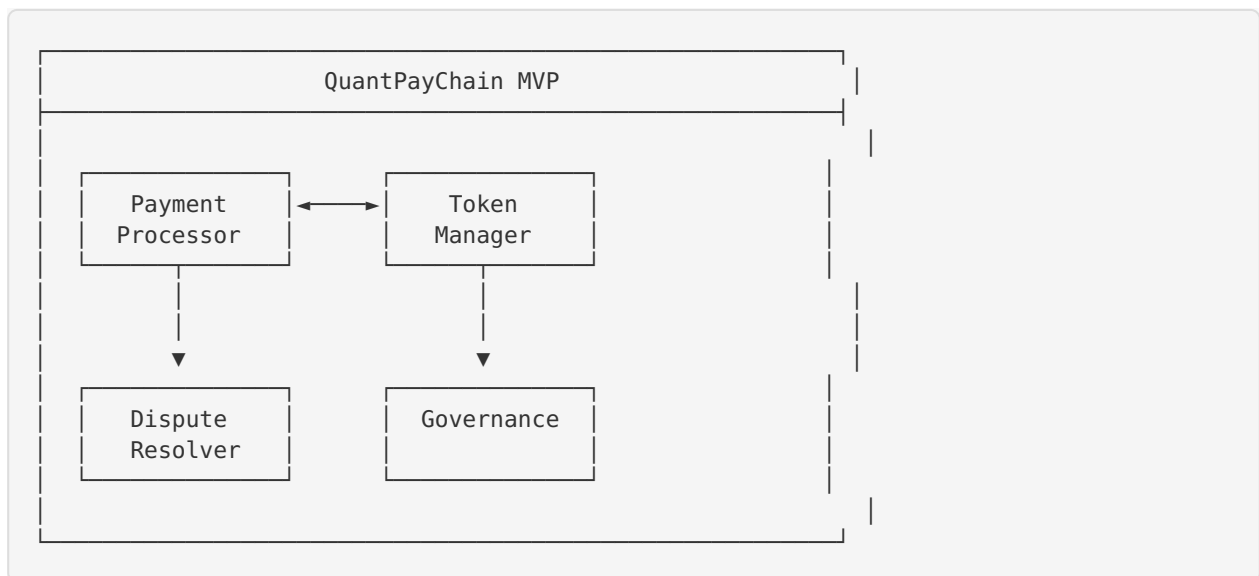 QuantPayChain MVP
Payment Token
Processor Manager
Dispute Governance
Resolver